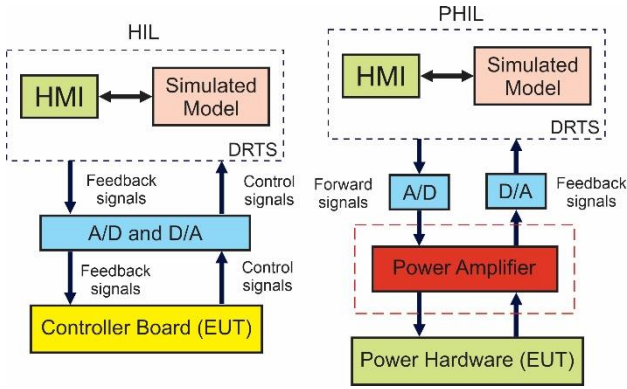 HIL
HMI
Simulated
Model
DRTS
Feedback
signals
Control
signals
A/D and D/A
Feedback
signals
Control
signals
Controller Board (EUT)
PHIL
HMI
Simulated
Model
DRTS
Forward
signals
A/D
D/A
Feedback
signals
Power Amplifier
Power Hardware (EUT)